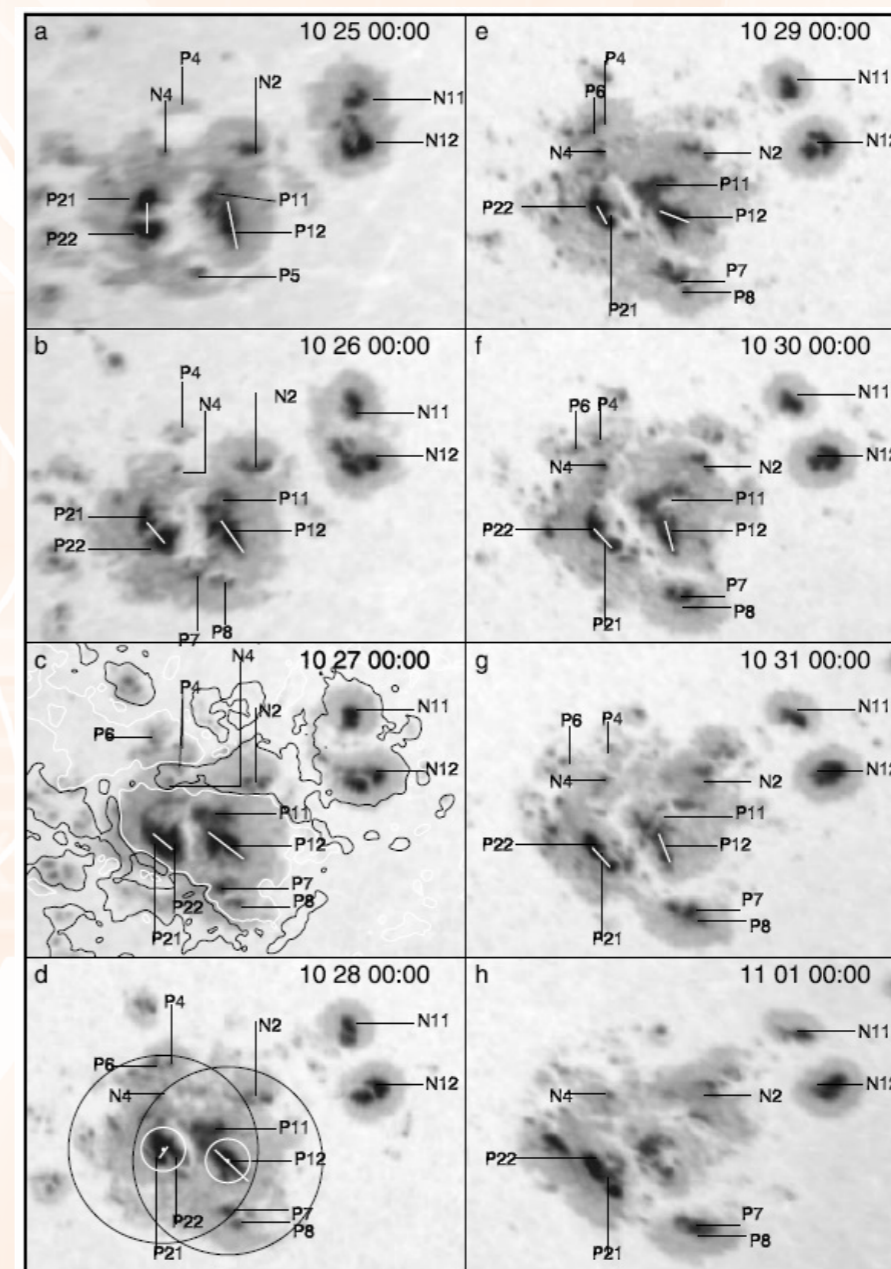 a 10 25 00:00
P4
N4 N2
N11
N12
P21 P11
P22 P12
P5
b 10 26 00:00
P4
N4 N2
N11
N12
P11
P21
P12
P22
P7 P8
c 10 27 00:00
N4
P4
N2 N11
P6
N12
P11
P12
P7
P22 P8
P21
d 10 28 00:00
P4
N2 N11
P6
N12
N4
P11
P12
P7
P22 P8
P21
e 10 29 00:00
P4
N11
P6
N12
N4 N2
P11
P22
P12
P7
P8
P21
f 10 30 00:00
N11
P6 P4
N12
N4 N2
P11
P22 P12
P7
P8
P21
g 10 31 00:00
N11
P6 P4
N12
N4 N2
P11
P22 P12
P7
P21 P8
h 11 01 00:00
N11
N12
N4 N2
P22
P7
P8
P21